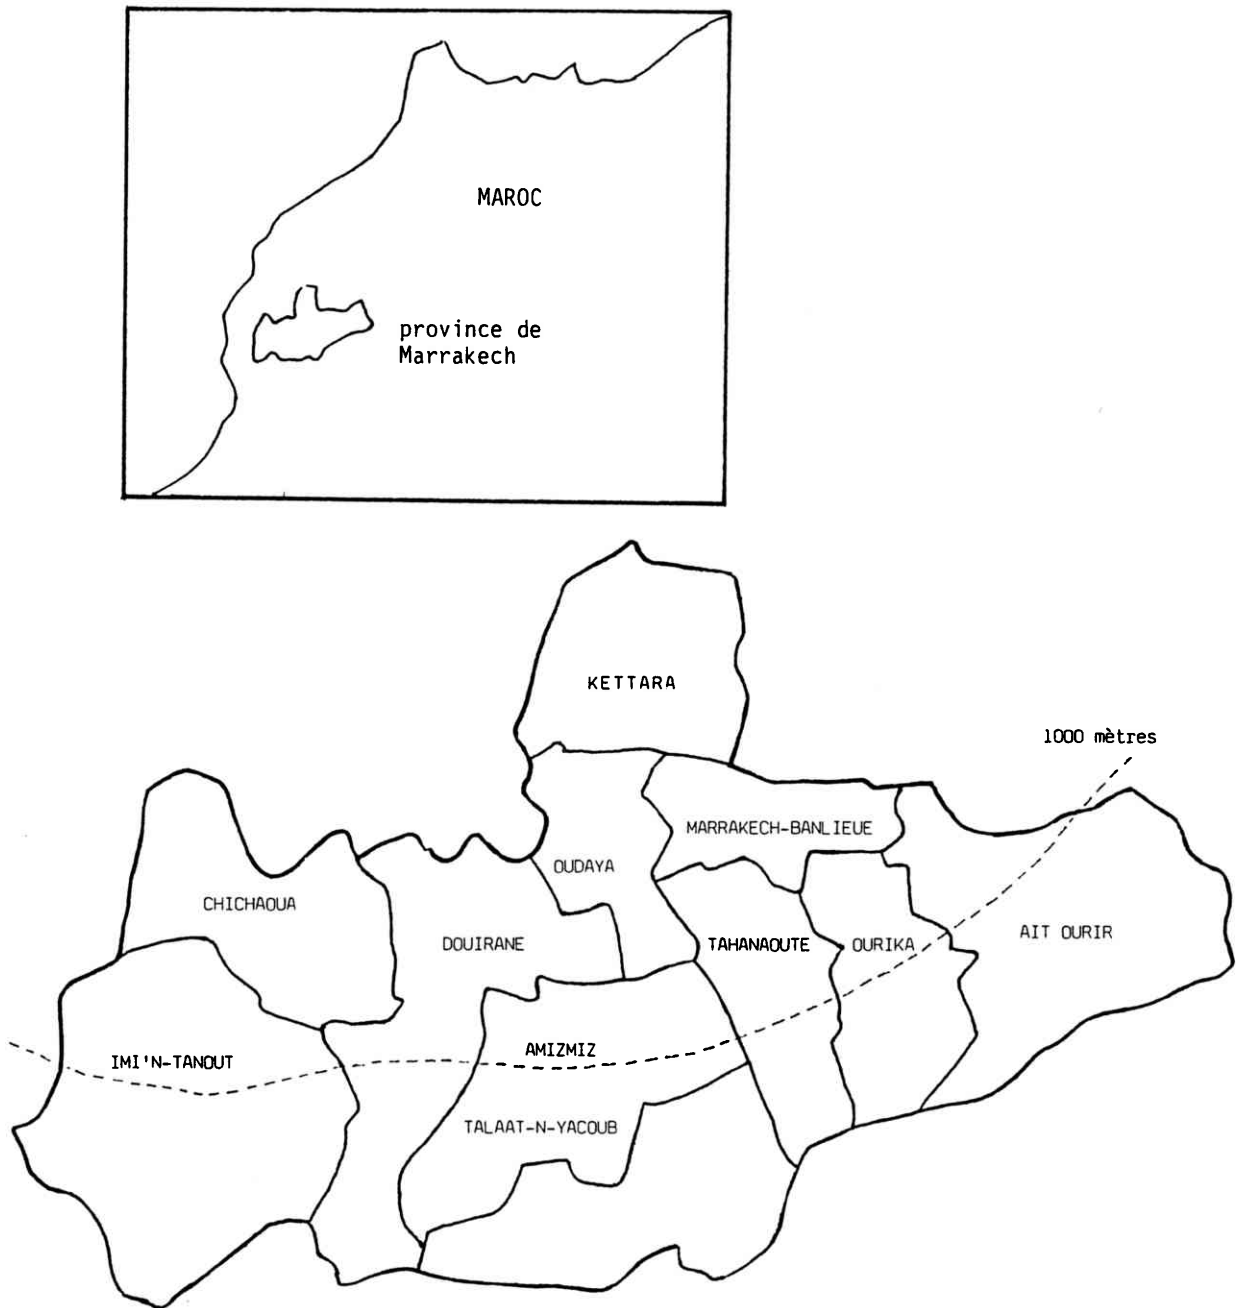 MAROC
province de
Marrakech
KETTARA
1000 mètres
MARRAKECH-BANLIEUE
OUDAYA
CHICHAOUA
DOUIRANE
TAHANAOUTE
OURIKA
AIT OURIR
IMI'N-TANOUT
AMIZMIZ
TALAAT-N-YACOUB